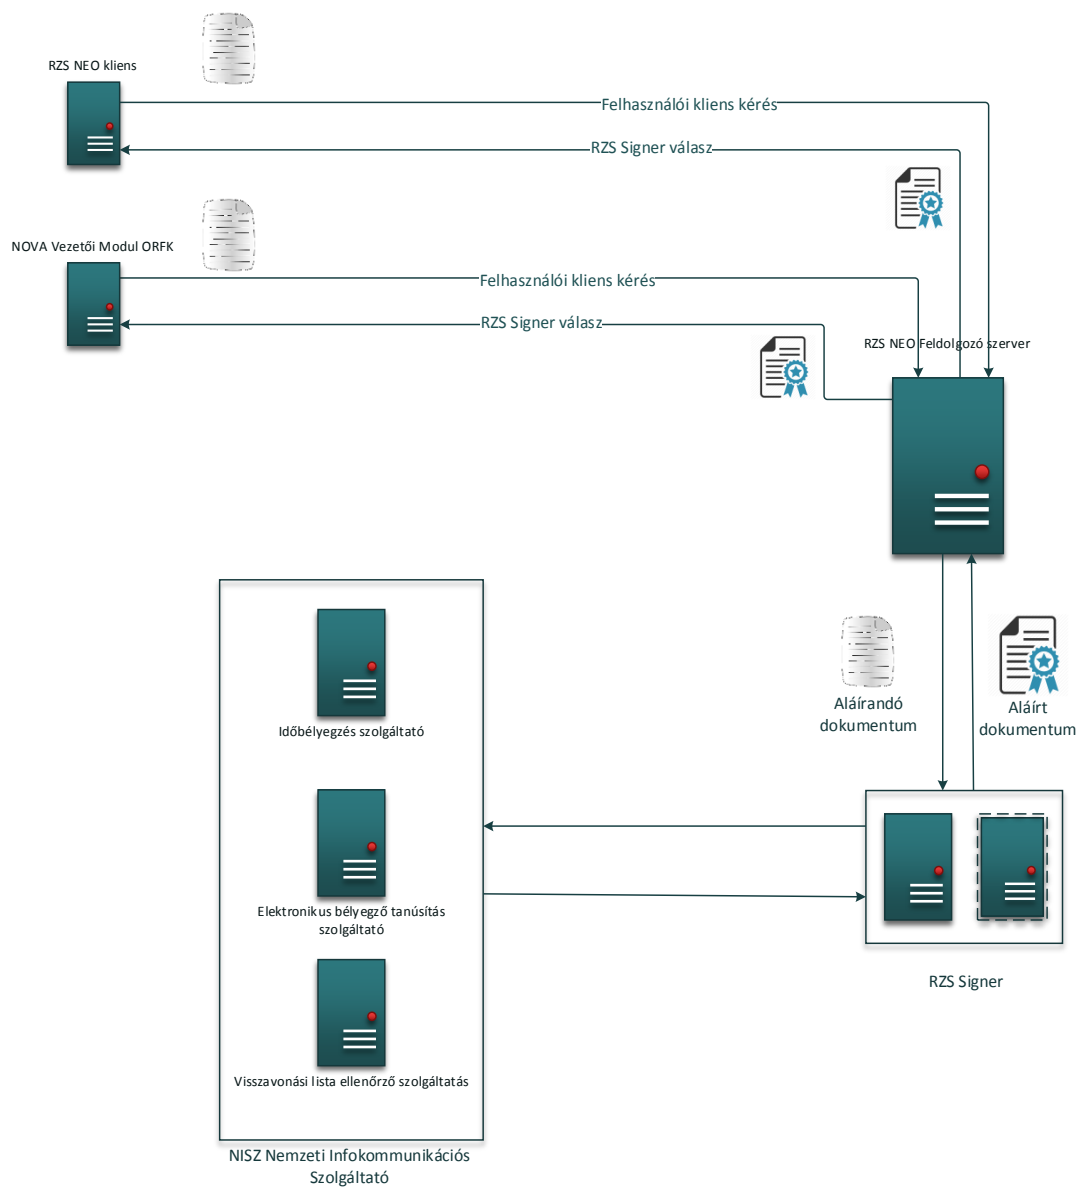 RZS NEO kliens
Felhasználói kliens kérés
RZS Signer válasz
NOVA Vezetői Modul ORFK
Felhasználói kliens kérés
RZS Signer válasz
RZS NEO Feldolgozó szerver
Aláírandó
dokumentum
Aláírt
dokumentum
Időbélyegzés szolgáltató
Elektronikus bélyegző tanúsítás
szolgáltató
RZS Signer
Visszavonási lista ellenőrző szolgáltatás
NISZ Nemzeti Infokommunikációs
Szolgáltató